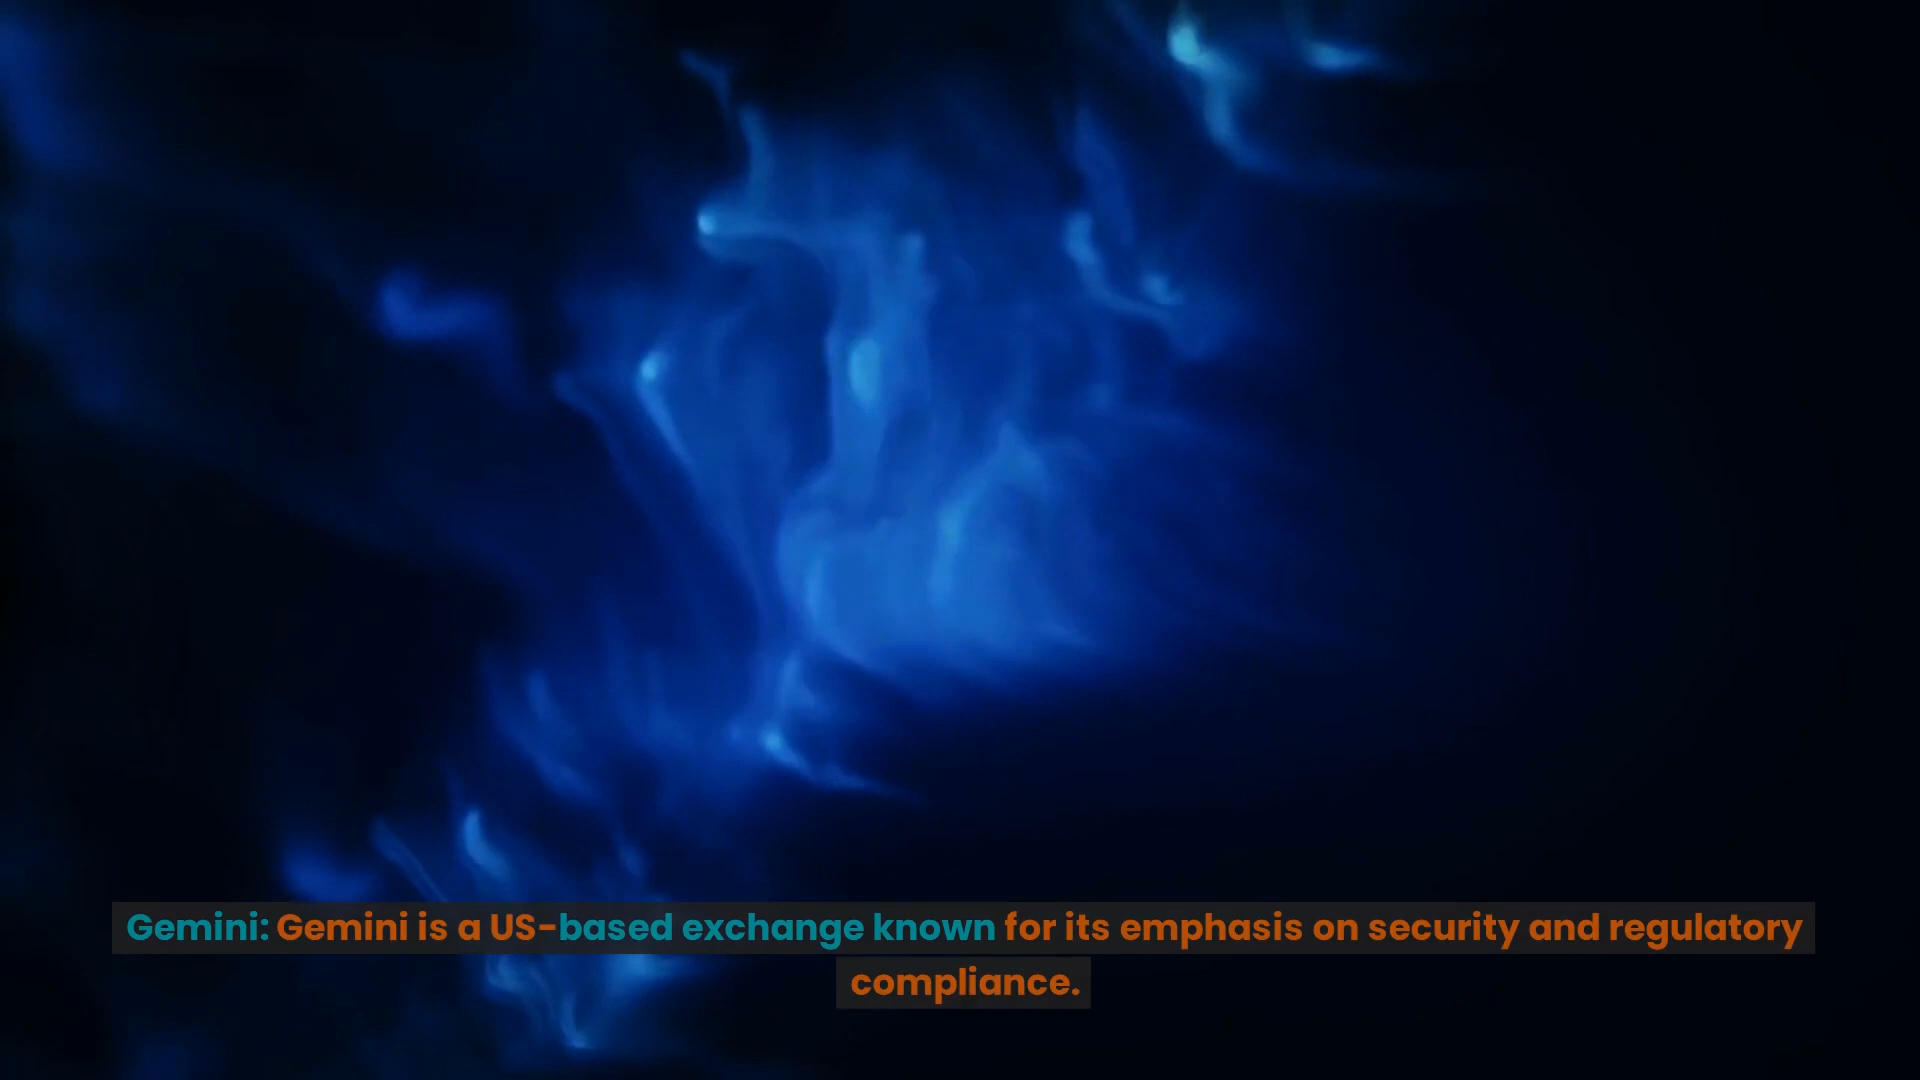 Gemini: Gemini is a US-based exchange known for its emphasis on security and regulatory
compliance.